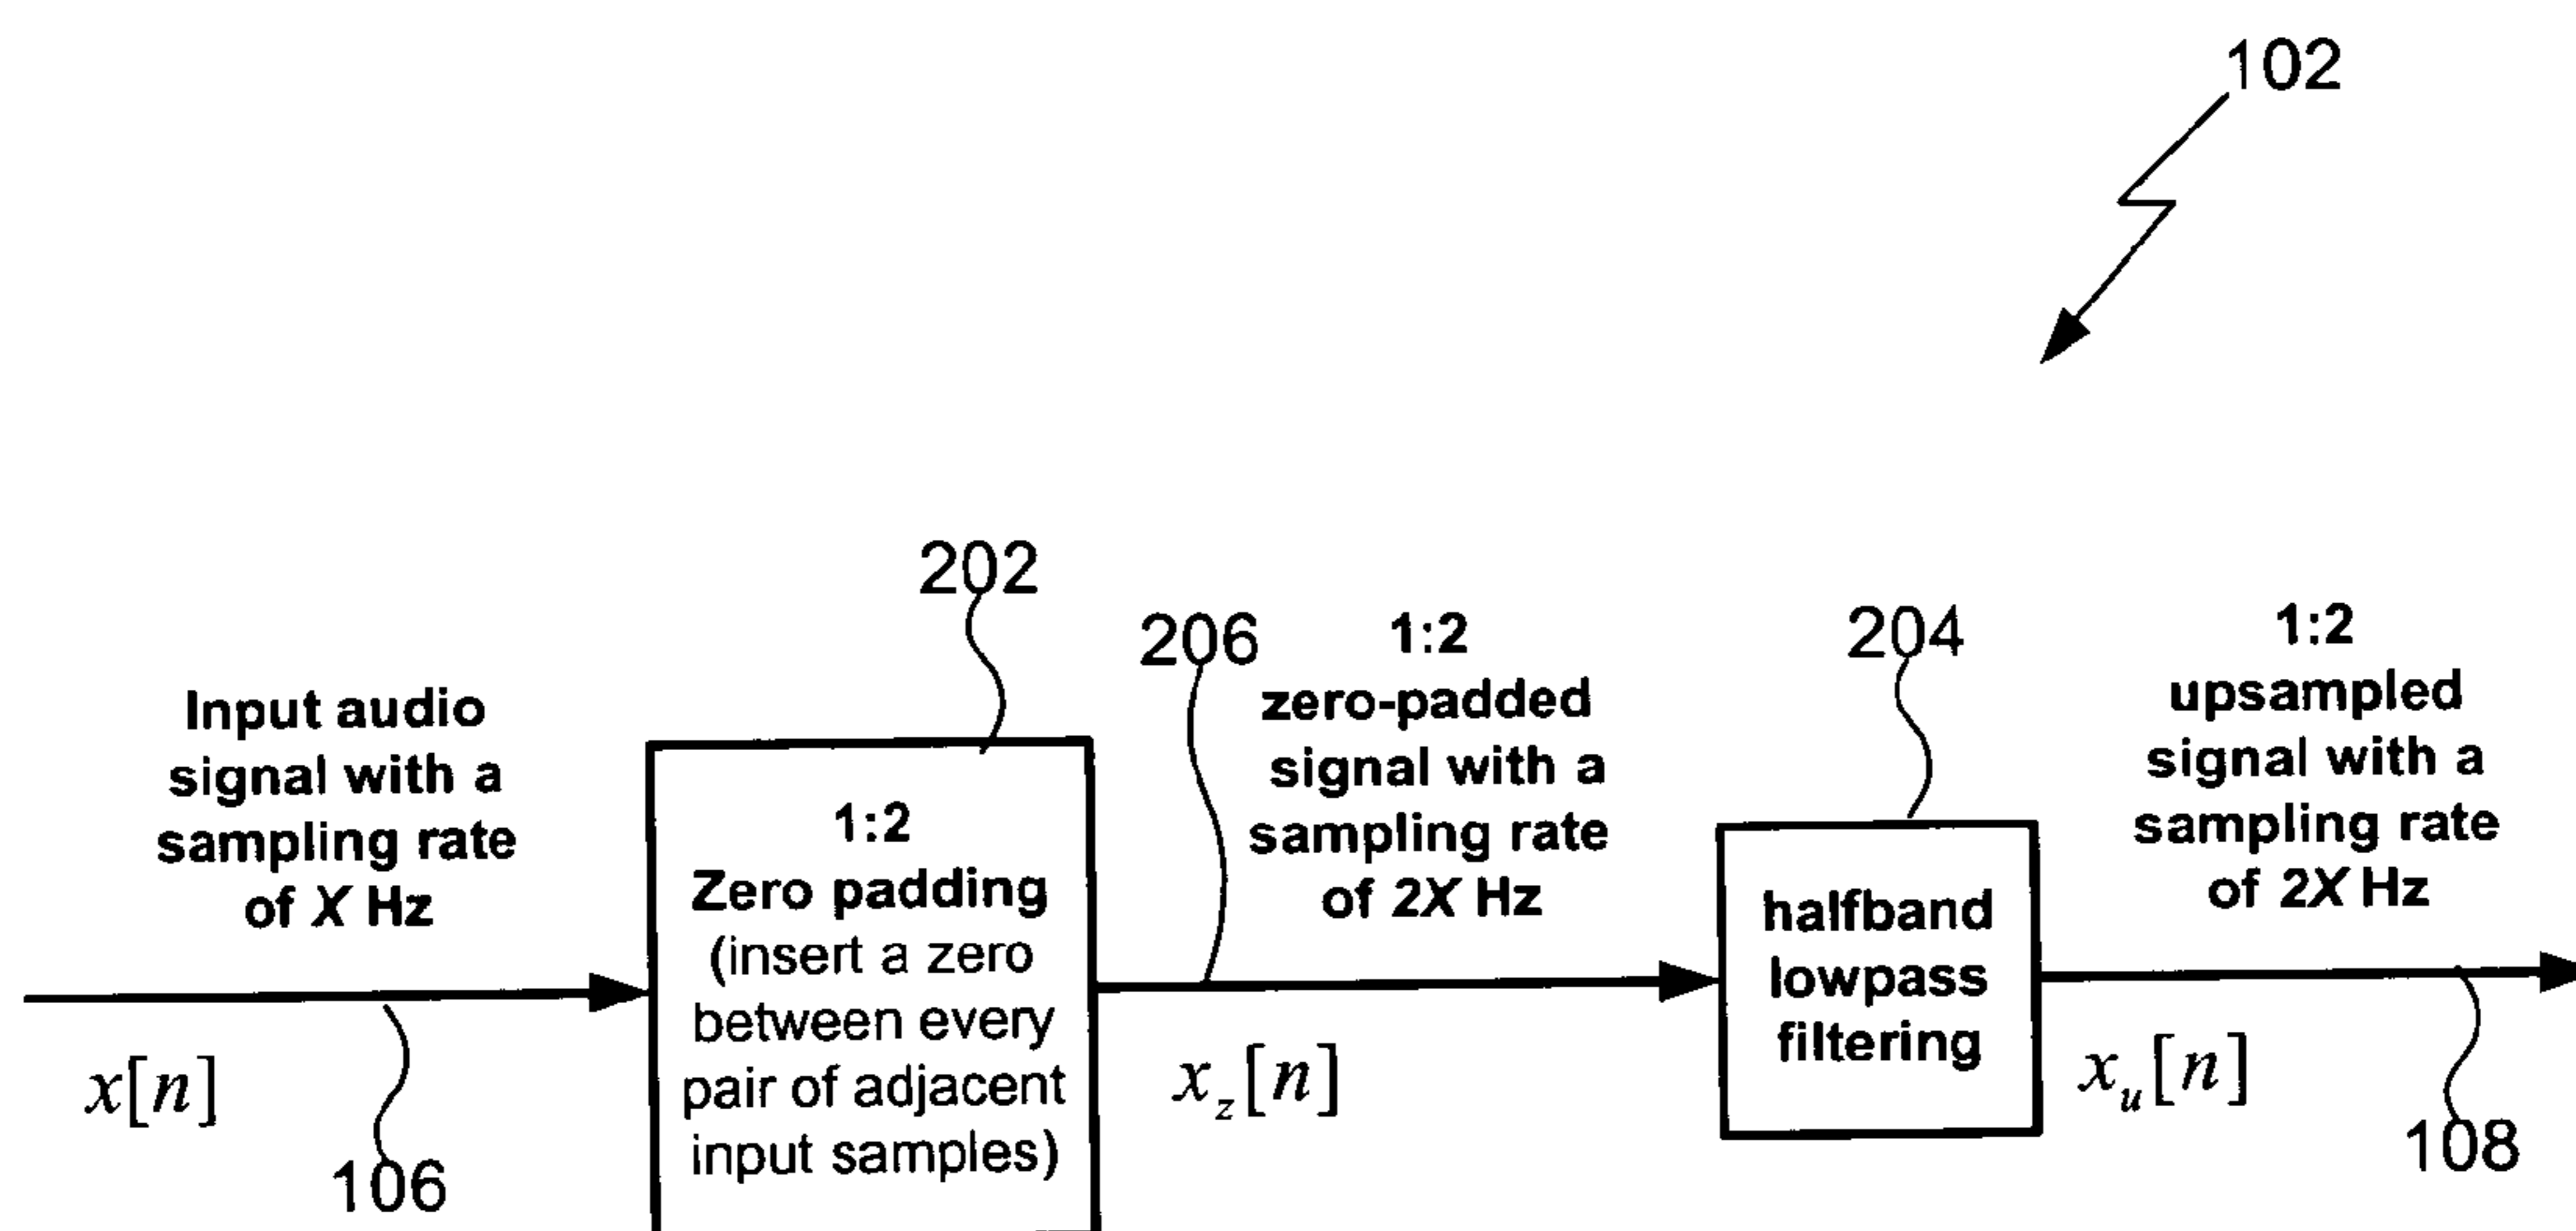 102
202
206
204
Input audio
signal with a
sampling rate
of X Hz
1:2
Zero padding
(insert a zero
between every
pair of adjacent
input samples)
1:2
zero-padded
signal with a
sampling rate
of 2X Hz
halfband
lowpass
filtering
1:2
upsampled
signal with a
sampling rate
of 2X Hz
x[n]
x_z[n]
x_u[n]
106
108